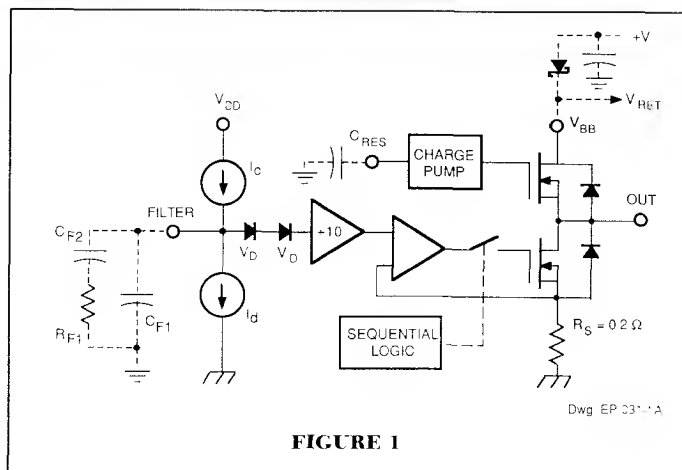 +V
V_RET
V_BB
V_DD
C_RES
CHARGE
PUMP
I_C
OUT
FILTER
C_F2
V_D
V_D
÷10
C_F1
R_F1
I_d
SEQUENTIAL
LOGIC
R_S = 0.2 Ω
FIGURE 1